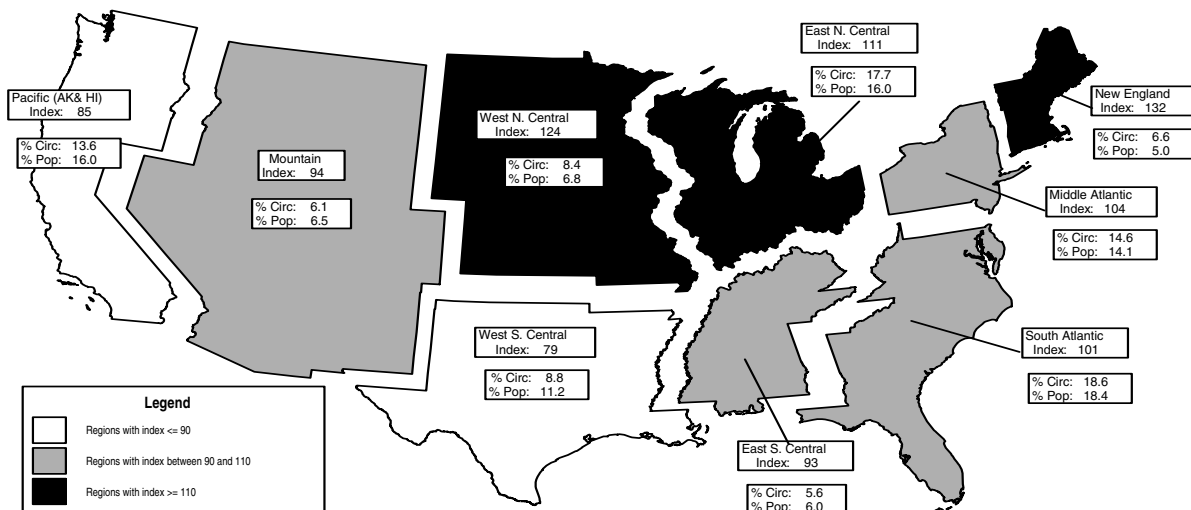 East N. Central
Index: 111
% Circ: 17.7
% Pop: 16.0
New England
Index: 132
% Circ: 6.6
% Pop: 5.0
Pacific (AK& HI)
Index: 85
% Circ: 13.6
% Pop: 16.0
West N. Central
Index: 124
% Circ: 8.4
% Pop: 6.8
Mountain
Index: 94
% Circ: 6.1
% Pop: 6.5
Middle Atlantic
Index: 104
% Circ: 14.6
% Pop: 14.1
West S. Central
Index: 79
% Circ: 8.8
% Pop: 11.2
South Atlantic
Index: 101
% Circ: 18.6
% Pop: 18.4
East S. Central
Index: 93
% Circ: 5.6
% Pop: 6.0
Legend
Regions with index <= 90
Regions with index between 90 and 110
Regions with index >= 110